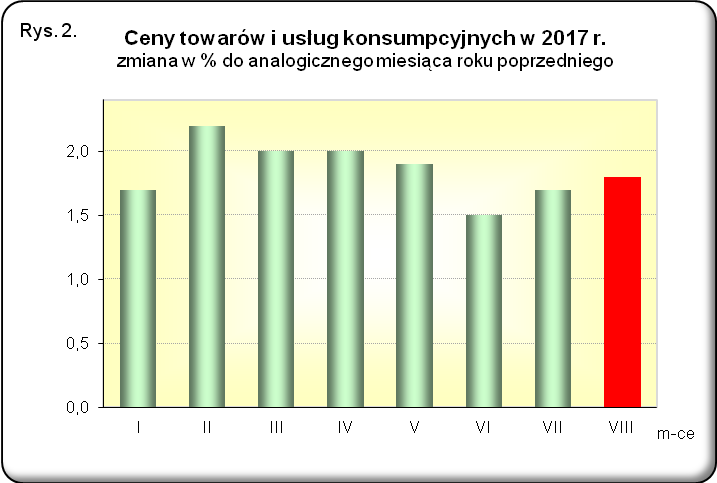 Rys. 2.
Ceny towarów i usług konsumpcyjnych w 2017 r.
zmiana w % do analogicznego miesiąca roku poprzedniego
2,0
1,5
1,0
0,5
0,0
I II III IV V VI VII VIII m-ce